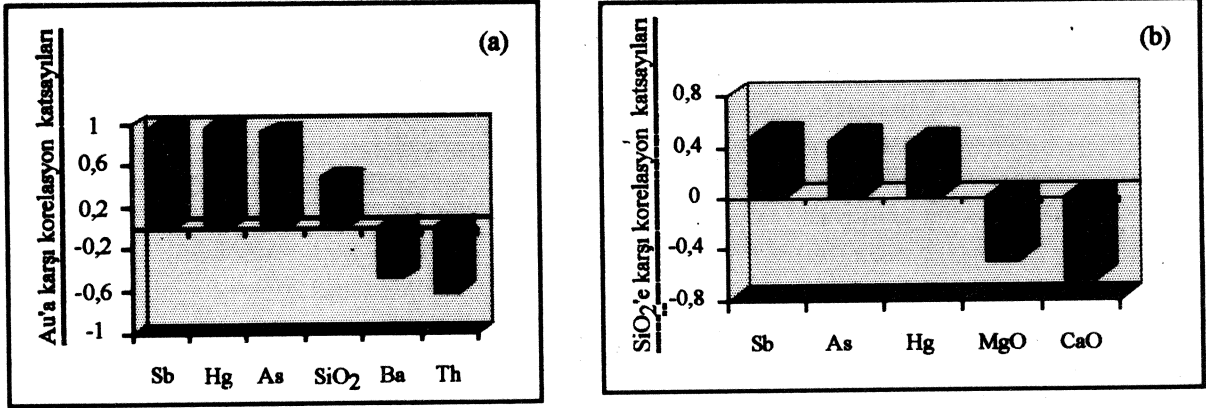 (a)
Au'a karşı korelasyon katsayıları
1
0,6
0,2
-0,2
-0,6
-1
Sb Hg As SiO2 Ba Th
(b)
SiO2'e karşı korelasyon katsayıları
0,8
0,4
0
-0,4
-0,8
Sb As Hg MgO CaO